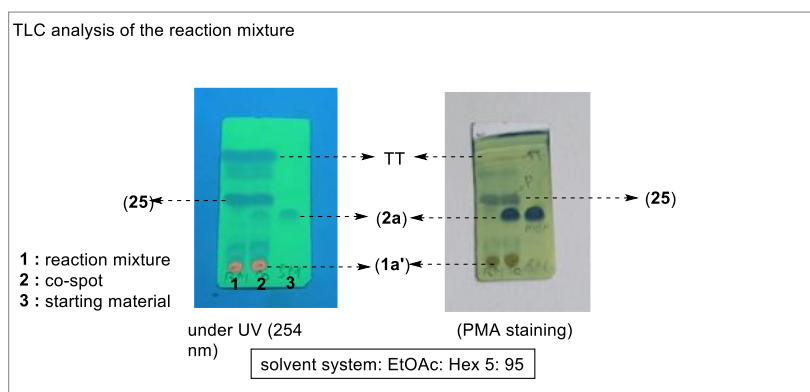 TLC analysis of the reaction mixture
TT
(25)
(25)
(2a)
(1a')
1 : reaction mixture
2 : co-spot
3 : starting material
1 2 3
under UV (254
nm)
(PMA staining)
solvent system: EtOAc: Hex 5: 95